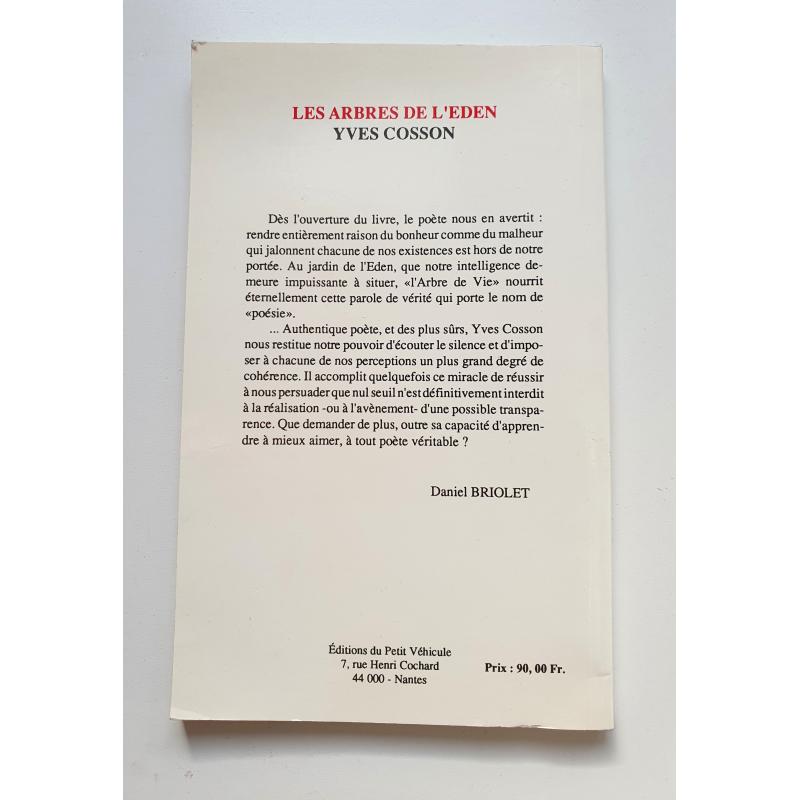 LES ARBRES DE L'EDEN
YVES COSSON
Dès l'ouverture du livre, le poète nous en avertit :
rendre entièrement raison du bonheur comme du malheur
qui jalonnent chacune de nos existences est hors de notre
portée. Au jardin de l'Eden, que notre intelligence de-
meure impuissante à situer, «l'Arbre de Vie» nourrit
éternellement cette parole de vérité qui porte le nom de
«poésie».
... Authentique poète, et des plus sûrs, Yves Cosson
nous restitue notre pouvoir d'écouter le silence et d'impo-
ser à chacune de nos perceptions un plus grand degré de
cohérence. Il accomplit quelquefois ce miracle de réussir
à nous persuader que nul seuil n'est définitivement interdit
à la réalisation -ou à l'avènement- d'une possible transpa-
rence. Que demander de plus, outre sa capacité d'appren-
dre à mieux aimer, à tout poète véritable ?
Daniel BRIOLET
Éditions du Petit Véhicule
7, rue Henri Cochard
44 000 - Nantes
Prix : 90, 00 Fr.